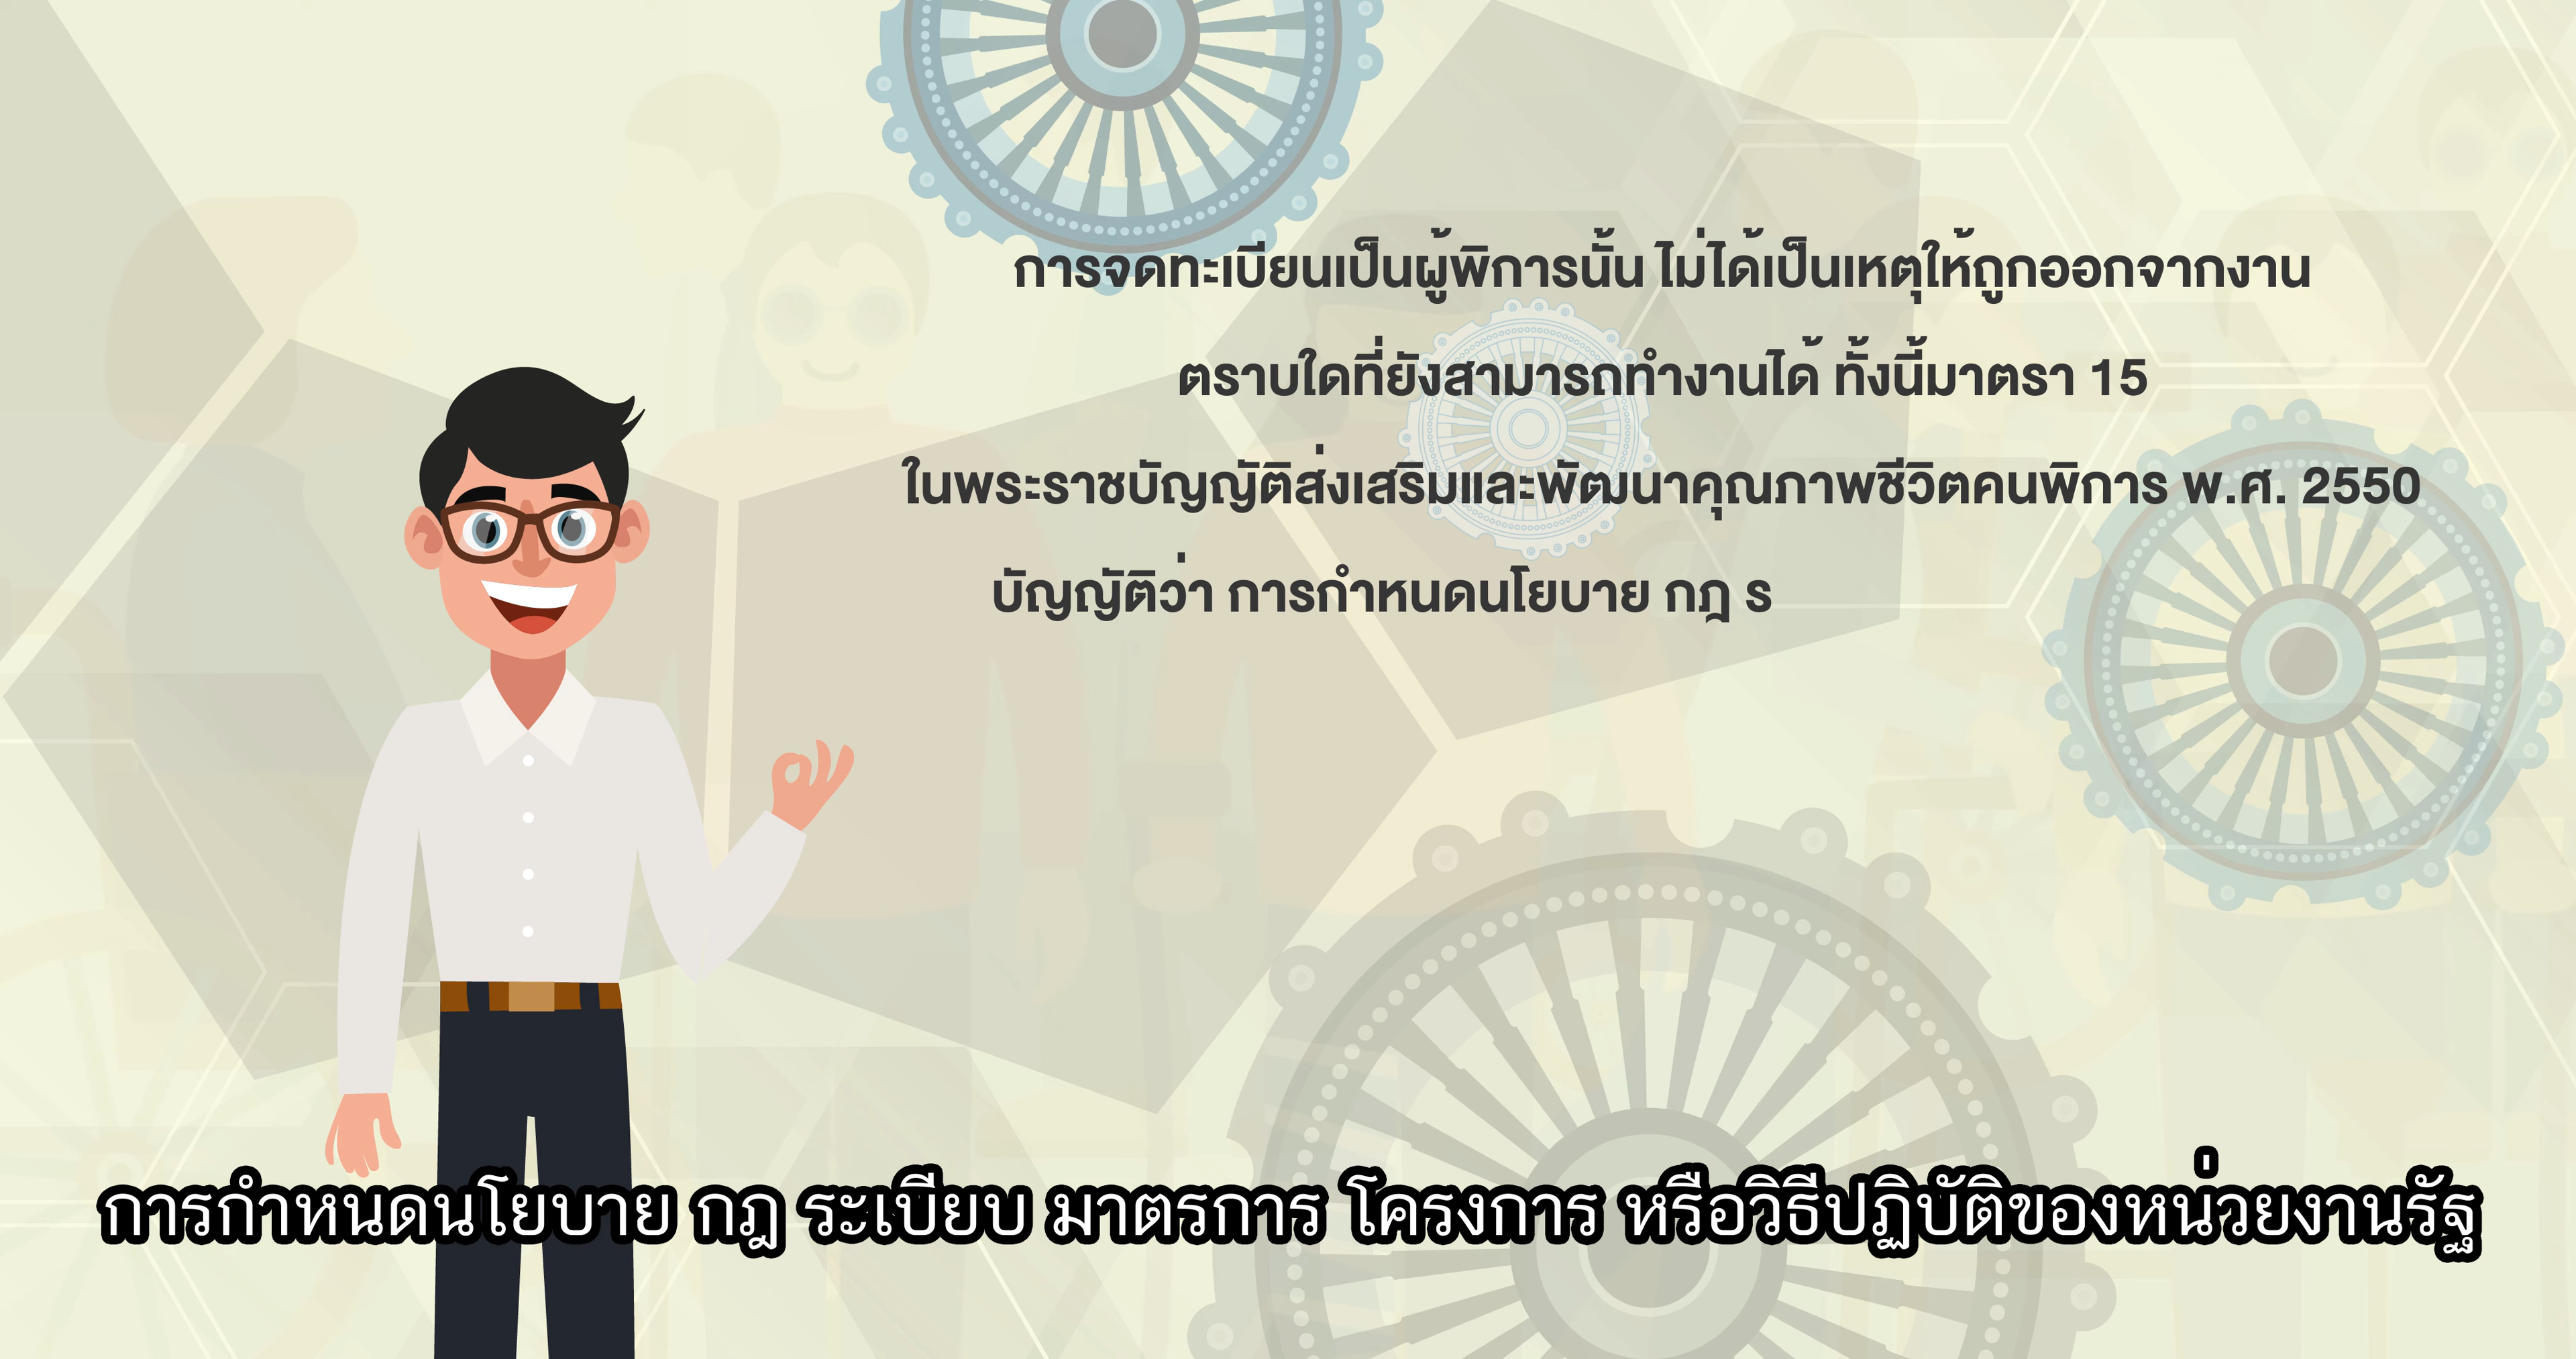 การจดทะเบียนเป็นผู้พิการนั้น ไม่ได้เป็นเหตุให้ถูกออกจากงาน
ตราบใดที่ยังสามารถทำงานได้ ทั้งนี้มาตรา 15
ในพระราชบัญญัติส่งเสริมและพัฒนาคุณภาพชีวิตคนพิการ พ.ศ. 2550
บัญญัติว่า การกำหนดนโยบาย กฎ ร
การกำหนดนโยบาย กฎ ระเบียบ มาตรการ โครงการ หรือวิธีปฏิบัติของหน่วยงานรัฐ